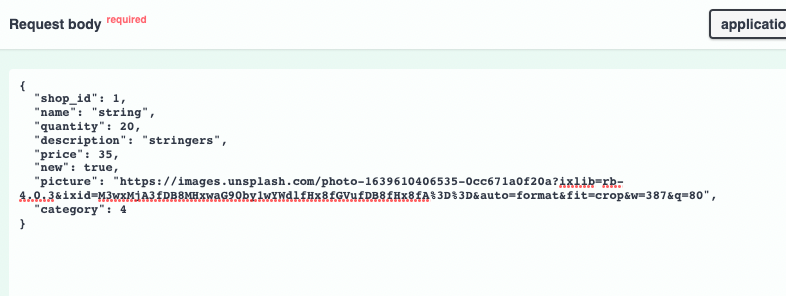 Request body required
applicatio
{
"shop_id": 1,
"name": "string",
"quantity": 20,
"description": "stringers",
"price": 35,
"new": true,
"picture": "https://images.unsplash.com/photo-1639610406535-0cc671a0f20a?ixlib=rb-
4.0.3&ixid=M3wxMjA3fDB8MHxwaG90by1wYWdlfHx8fGVufDB8fHx8fA%3D%3D&auto=format&fit=crop&w=387&q=80",
"category": 4
}